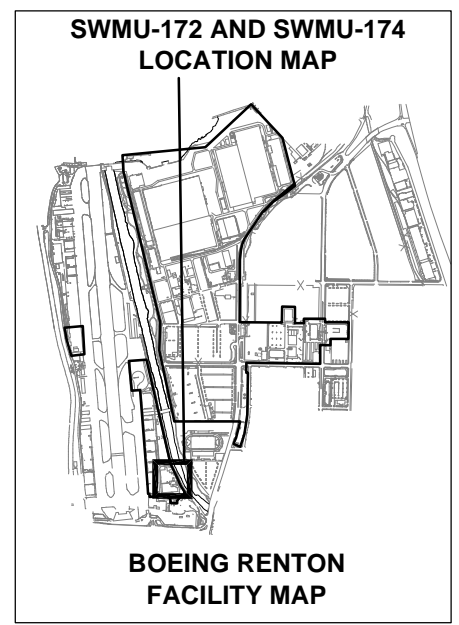 SWMU-172 AND SWMU-174
LOCATION MAP
BOEING RENTON
FACILITY MAP